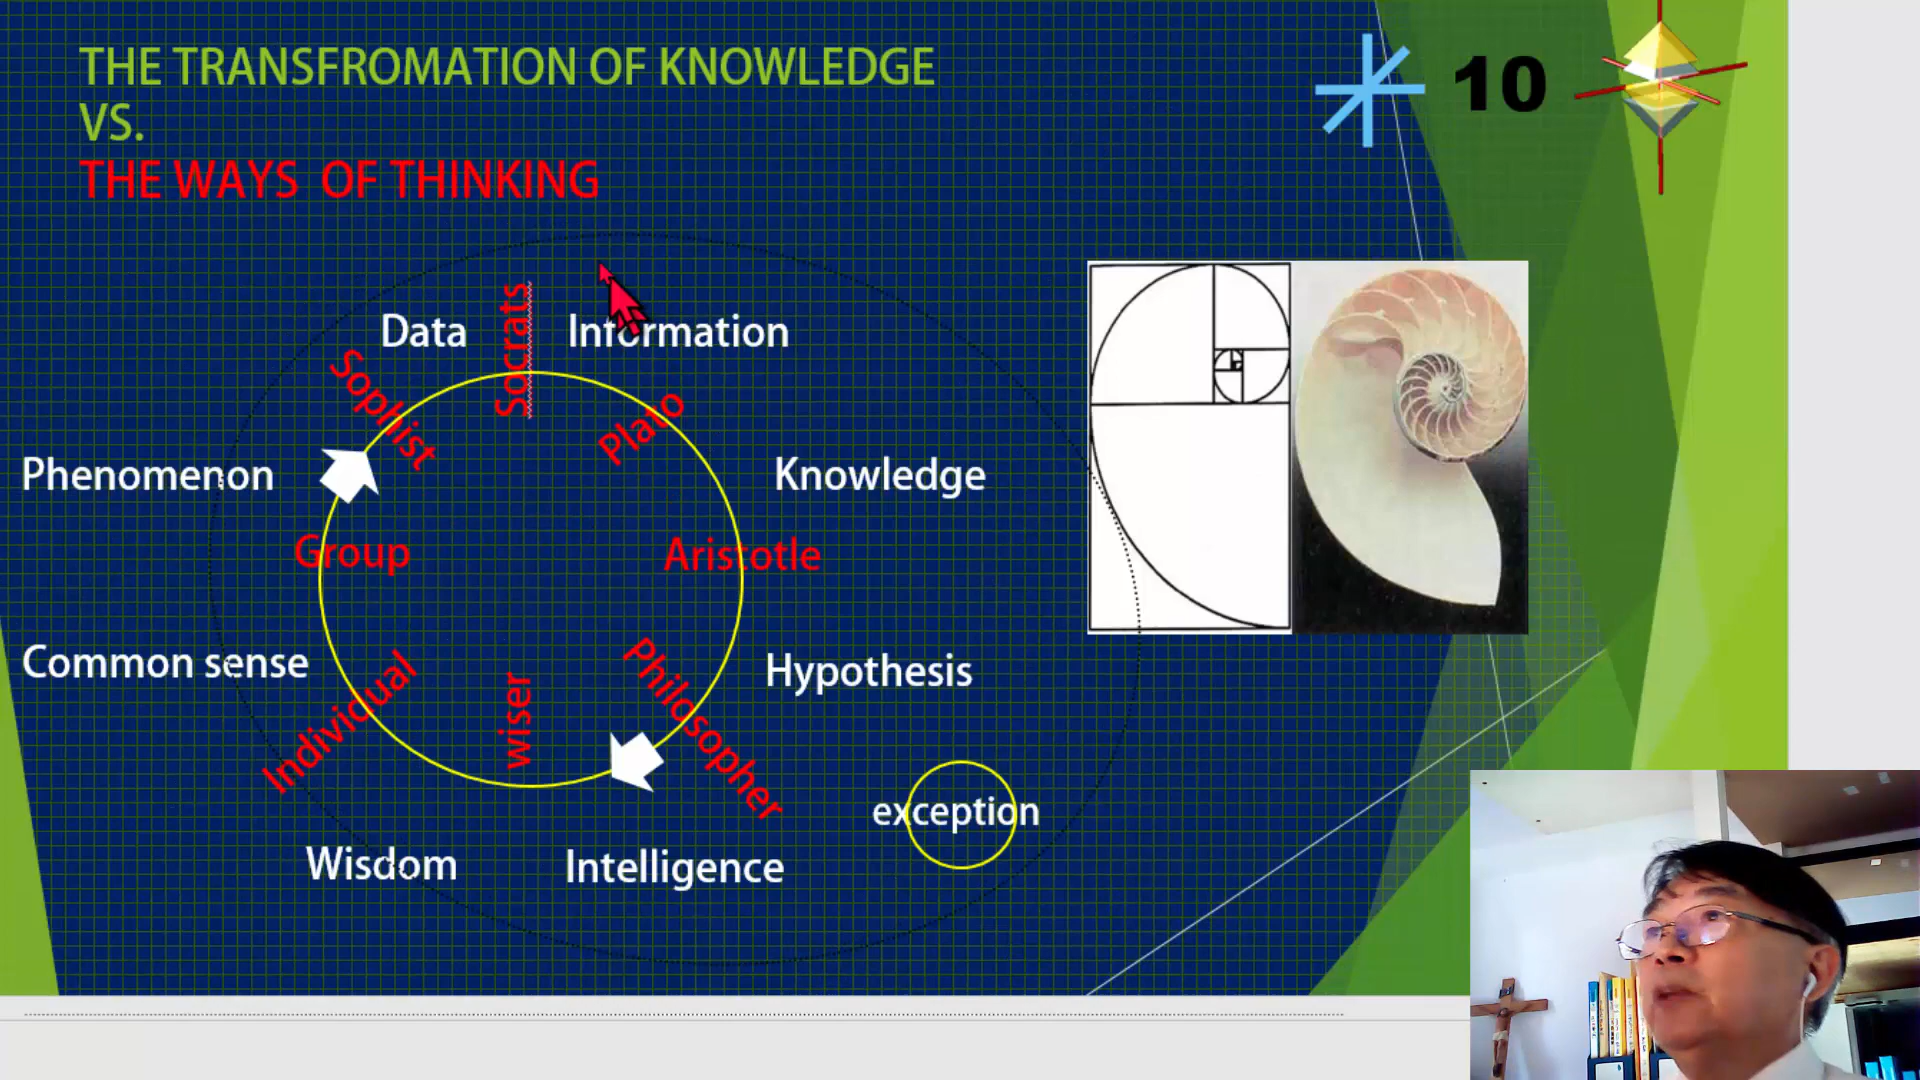 THE TRANSFROMATION OF KNOWLEDGE
VS.
THE WAYS OF THINKING
10
Data
Socrats
Information
Sophist
Plato
Phenomenon
Knowledge
Group
Aristotle
Common sense
Hypothesis
Individual
wiser
Philosopher
exception
Wisdom
Intelligence